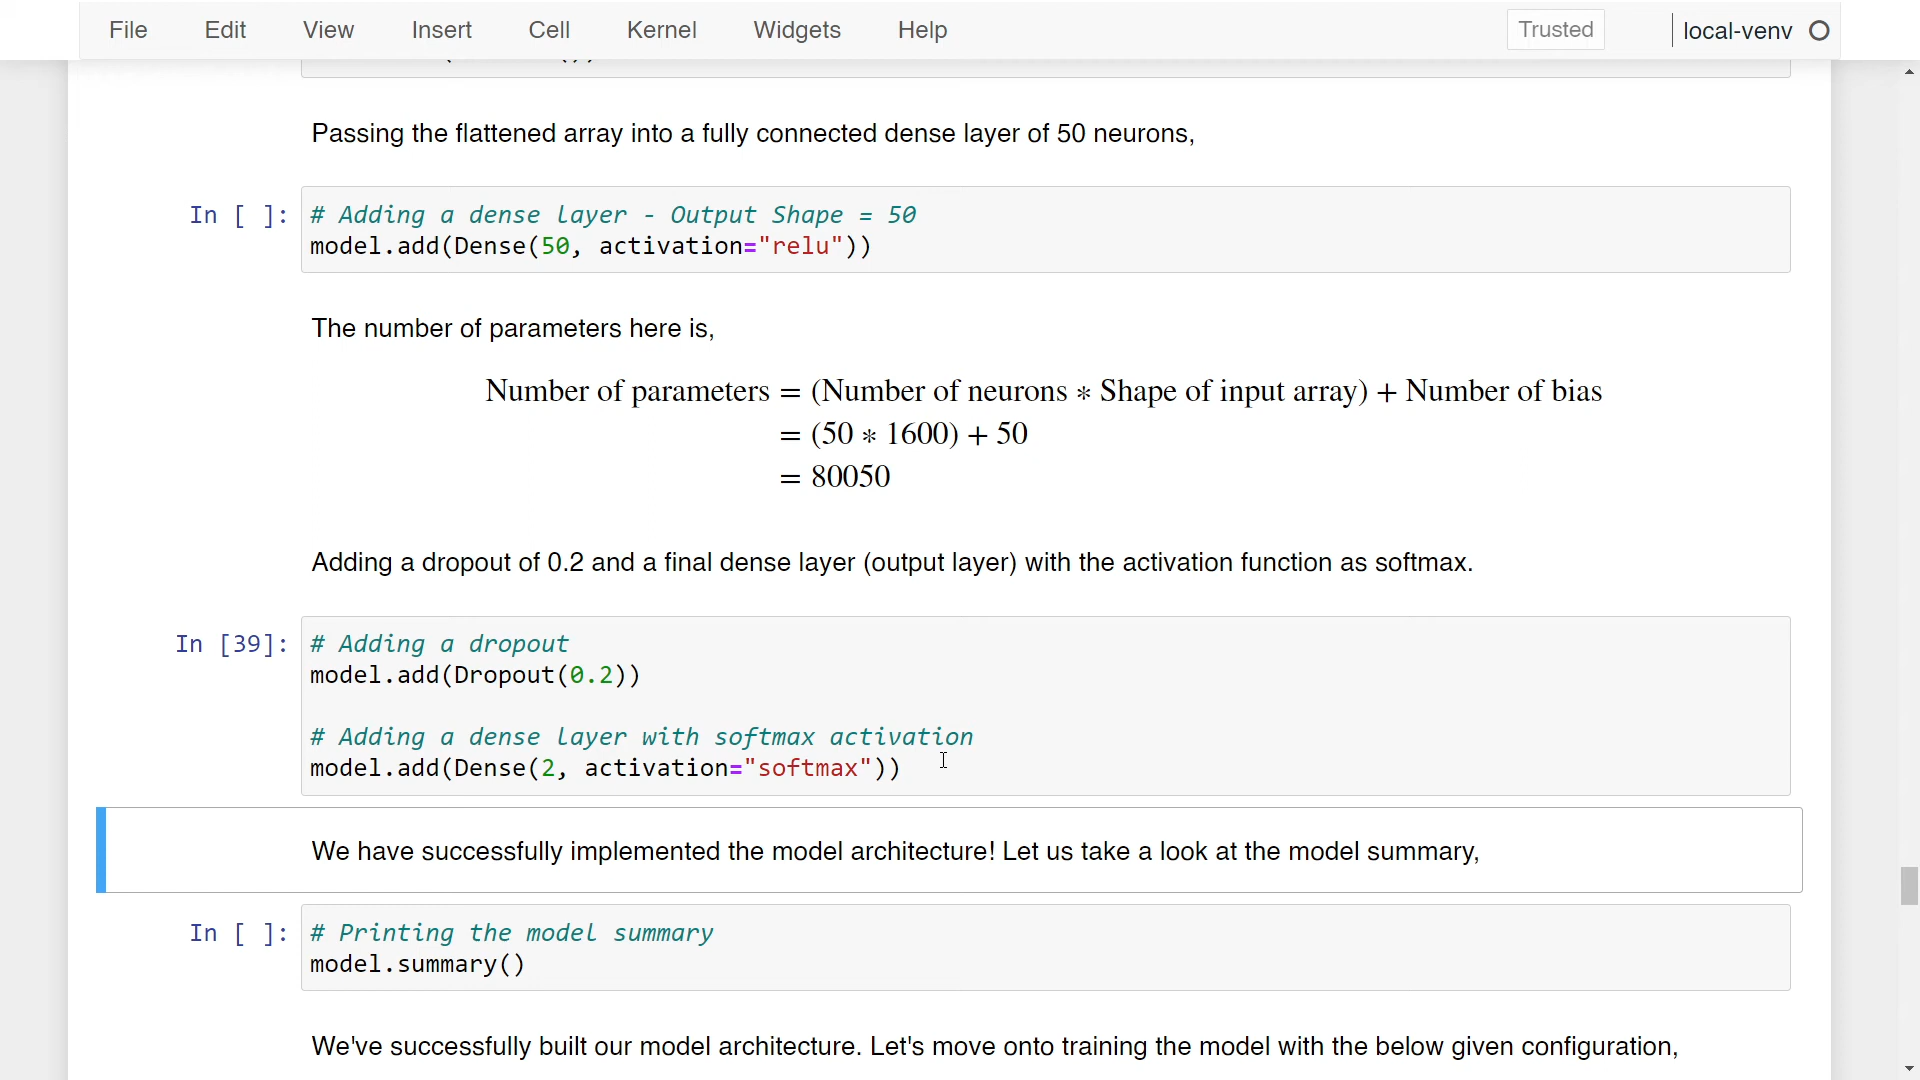 File Edit View Insert Cell Kernel Widgets Help Trusted local-venv
Passing the flattened array into a fully connected dense layer of 50 neurons,
In [ ]: # Adding a dense layer - Output Shape = 50
model.add(Dense(50, activation="relu"))
The number of parameters here is,
Number of parameters = (Number of neurons * Shape of input array) + Number of bias
= (50 * 1600) + 50
= 80050
Adding a dropout of 0.2 and a final dense layer (output layer) with the activation function as softmax.
In [39]: # Adding a dropout
model.add(Dropout(0.2))
# Adding a dense layer with softmax activation
model.add(Dense(2, activation="softmax"))
We have successfully implemented the model architecture! Let us take a look at the model summary,
In [ ]: # Printing the model summary
model.summary()
We've successfully built our model architecture. Let's move onto training the model with the below given configuration,